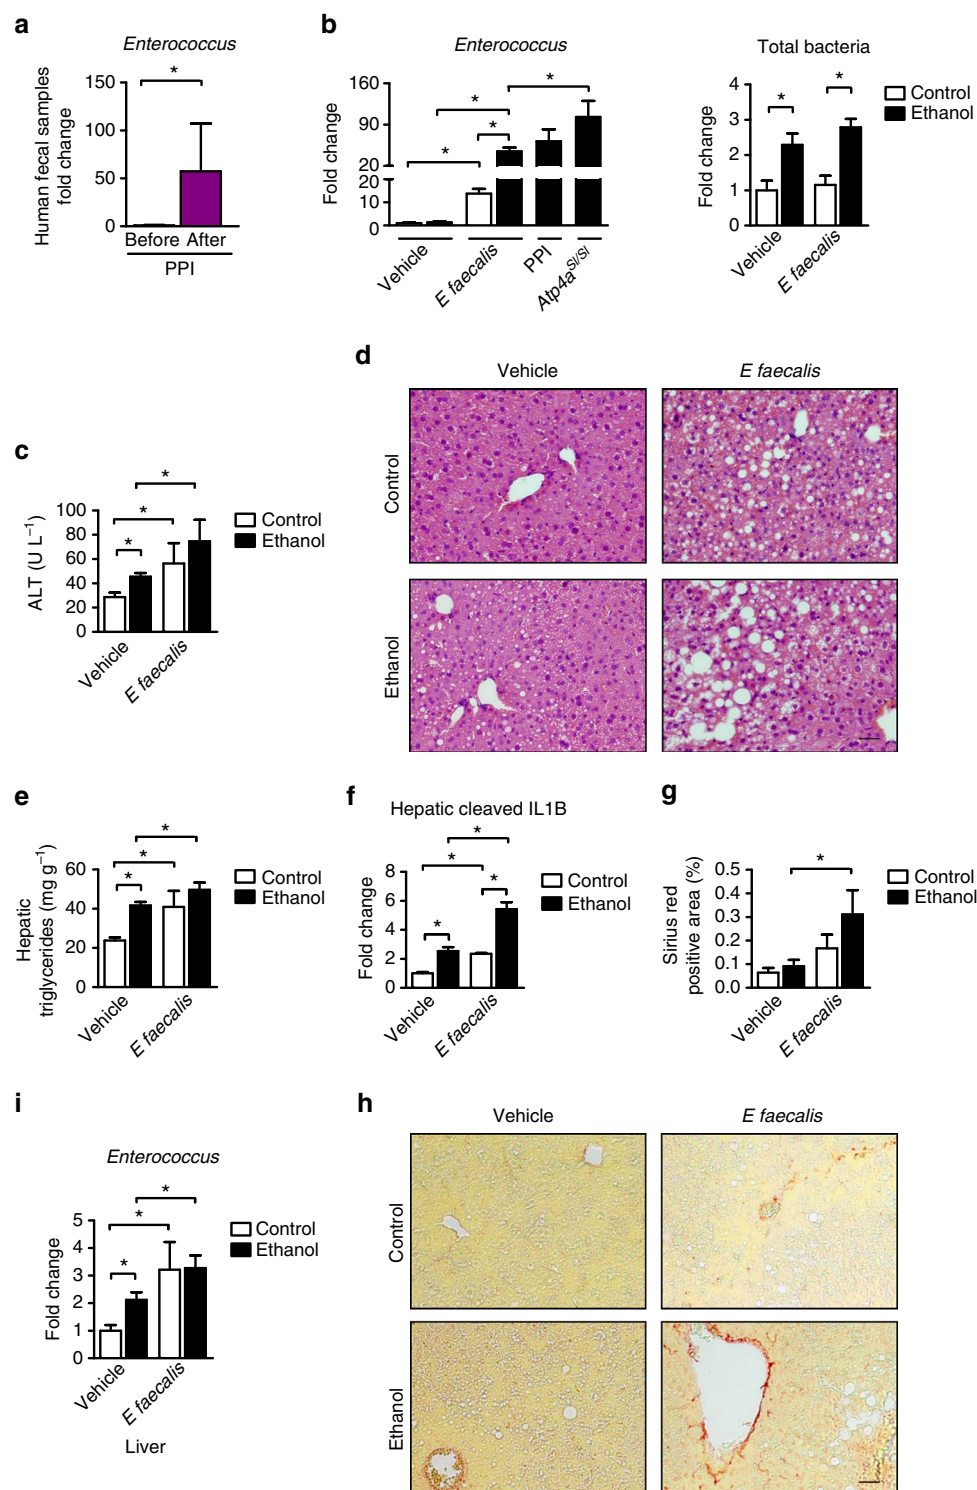 a
Enterococcus
Human fecal samples
fold change
150
100
50
0
*
Before After
PPI
b
Enterococcus
Fold change
160
90
20
20
10
0
*
*
*
*
Vehicle
E faecalis
PPI
Atp4a^Sl/Sl
Total bacteria
Fold change
4
3
2
1
0
*
*
Vehicle
E faecalis
Control
Ethanol
c
ALT (U L⁻¹)
100
80
60
40
20
0
*
*
*
Vehicle
E faecalis
Control
Ethanol
d
Vehicle
E faecalis
Control
Ethanol
e
Hepatic
triglycerides (mg g⁻¹)
60
40
20
0
*
*
*
Vehicle
E faecalis
Control
Ethanol
f
Hepatic cleaved IL1B
Fold change
8
6
4
2
0
*
*
*
*
Vehicle
E faecalis
Control
Ethanol
g
Sirius red
positive area (%)
0.5
0.4
0.3
0.2
0.1
0.0
*
Vehicle
E faecalis
Control
Ethanol
i
Enterococcus
Fold change
5
4
3
2
1
0
*
*
*
Vehicle
E faecalis
Liver
Control
Ethanol
h
Vehicle
E faecalis
Control
Ethanol